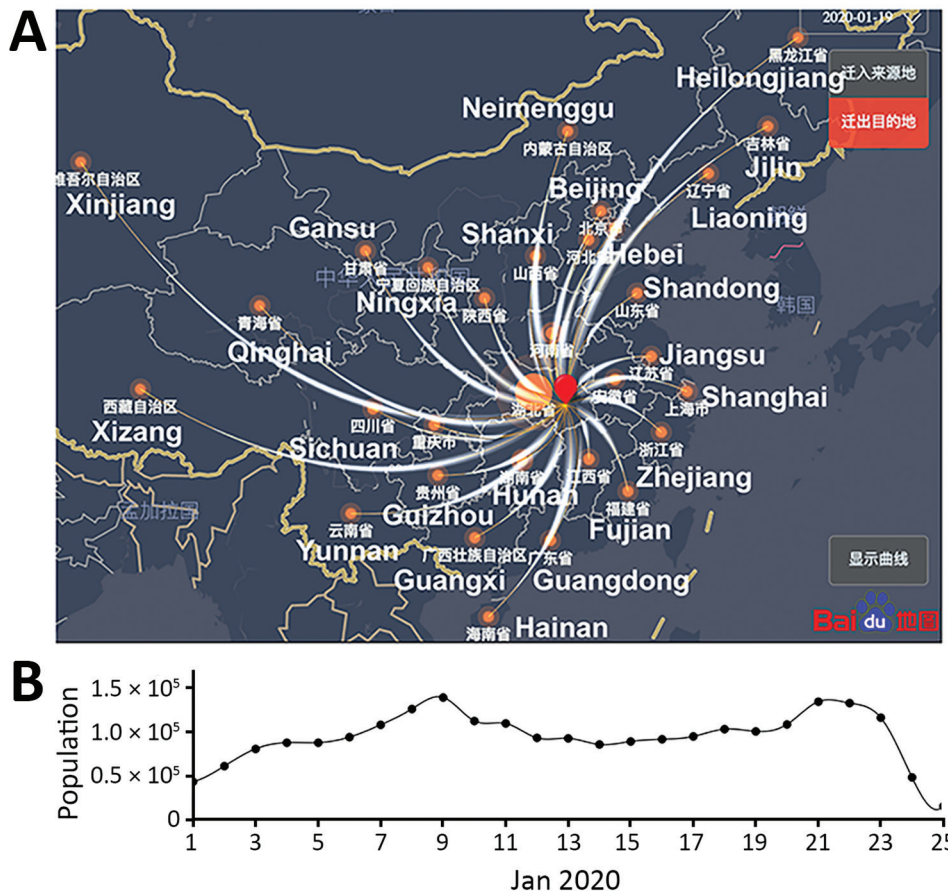 A
2020-01-19
黑龙江省
Heilongjiang
迁入来源地
迁出目的地
Neimenggu
内蒙古自治区
吉林省
Jilin
维吾尔自治区
Xinjiang
Beijing
北京市
辽宁省
Liaoning
Gansu
甘肃省
Shanxi
山西省
河北省
Hebei
宁夏回族自治区
Ningxia
陕西省
Shandong
山东省
韩国
青海省
Qinghai
河南省
Jiangsu
江苏省
西藏自治区
Xizang
湖北省
安徽省
上海市
Shanghai
四川省
Sichuan
重庆市
浙江省
Zhejiang
贵州省
Guizhou
湖南省
Hunan
江西省
福建省
Fujian
孟加拉国
云南省
Yunnan
广西壮族自治区
Guangxi
广东省
Guangdong
显示曲线
海南省
Hainan
Bai du 地图
B
Population
1.5 × 10⁵
1.0 × 10⁵
0.5 × 10⁵
0
1 3 5 7 9 11 13 15 17 19 21 23 25
Jan 2020